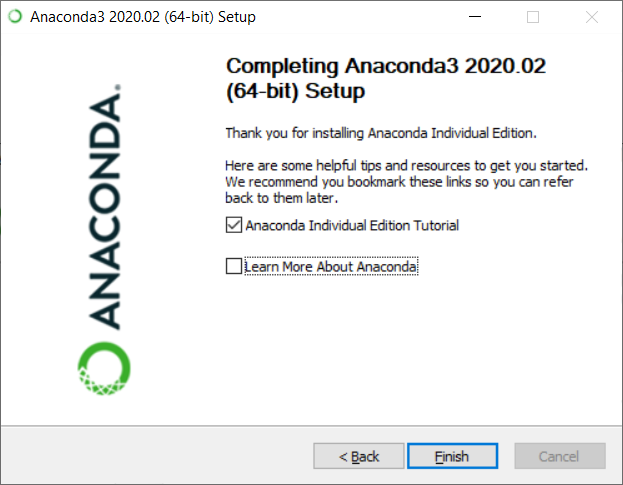 Anaconda3 2020.02 (64-bit) Setup
ANACONDA.
Completing Anaconda3 2020.02
(64-bit) Setup
Thank you for installing Anaconda Individual Edition.
Here are some helpful tips and resources to get you started.
We recommend you bookmark these links so you can refer
back to them later.
Anaconda Individual Edition Tutorial
Learn More About Anaconda
< Back
Finish
Cancel